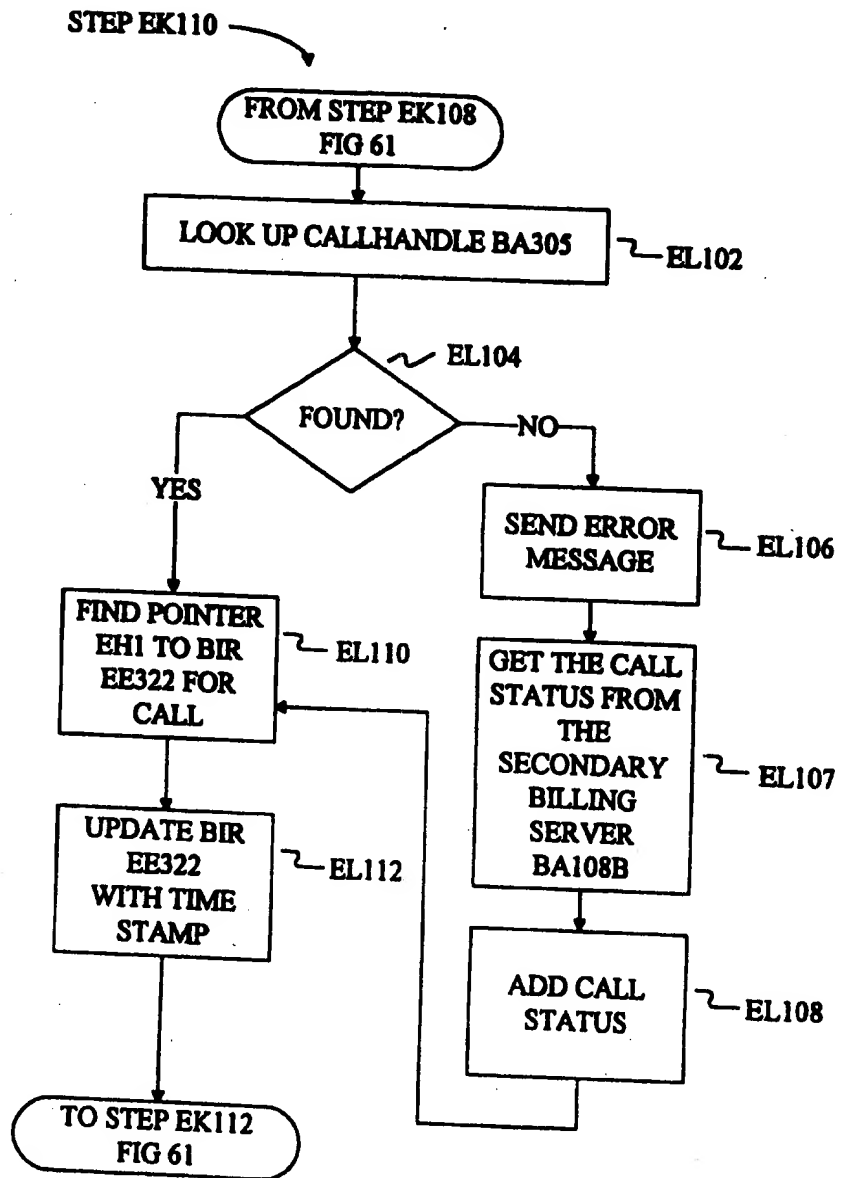 STEP EK110
FROM STEP EK108
FIG 61
LOOK UP CALLHANDLE BA305
EL102
EL104
FOUND?
NO
YES
SEND ERROR
MESSAGE
EL106
FIND POINTER
EH1 TO BIR
EE322 FOR
CALL
EL110
GET THE CALL
STATUS FROM
THE
SECONDARY
BILLING
SERVER
BA108B
EL107
UPDATE BIR
EE322
WITH TIME
STAMP
EL112
ADD CALL
STATUS
EL108
TO STEP EK112
FIG 61